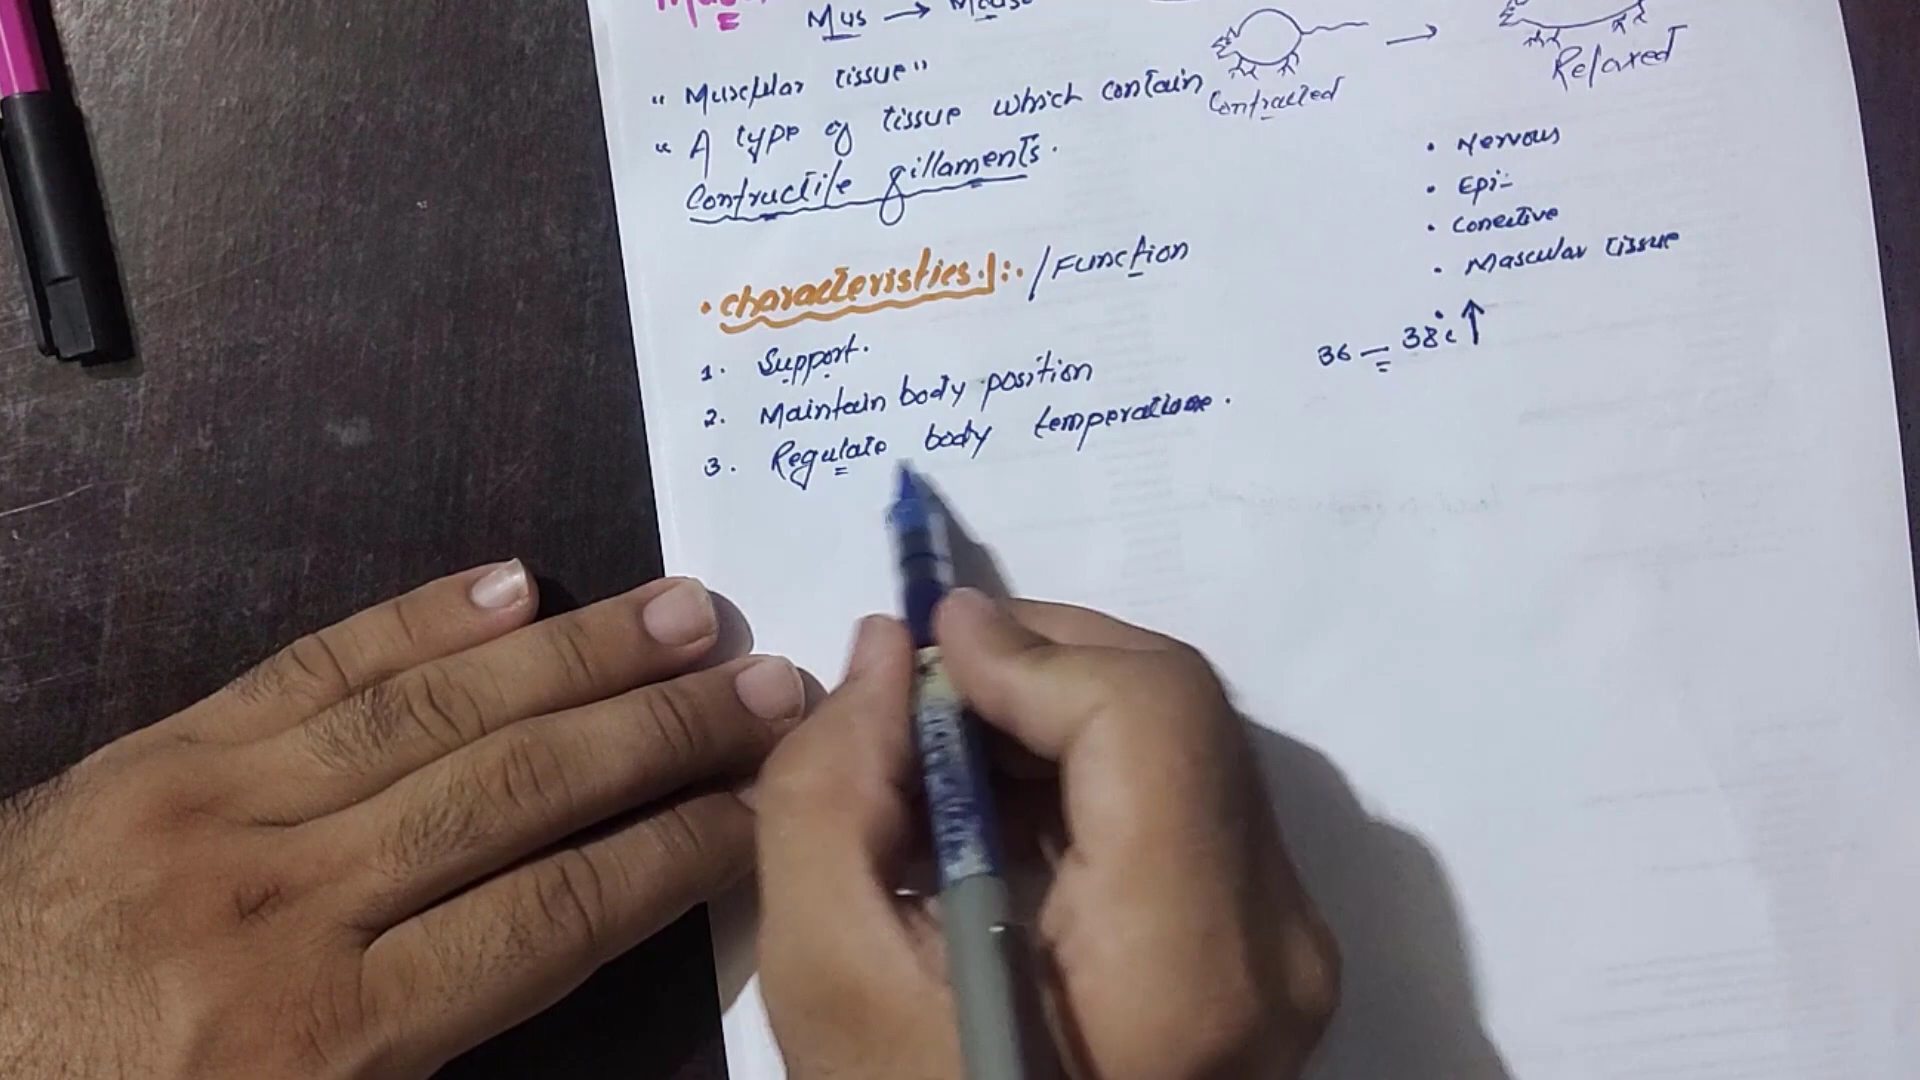 Mus → Mouse
Contracted
Relaxed
"Muscular tissue"
"A type of tissue which contain
Contractile fillaments.
• Nervous
• Epi-
• Conective
• Mascular tissue
• characteristics :. / Function
36 — 38°c ↑
1. Support.
2. Maintain body position
3. Regulate body temperature.